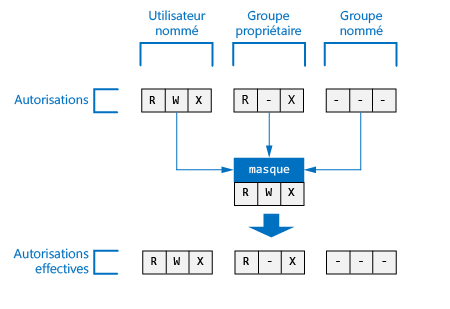 Utilisateur
nommé
Groupe
propriétaire
Groupe
nommé
Autorisations
R W X
R - X
- - -
masque
R W X
Autorisations
effectives
R W X
R - X
- - -